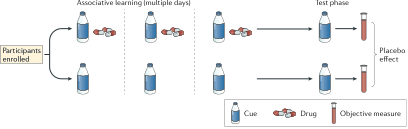 Associative learning (multiple days)
Test phase
Participants
enrolled
Placebo
effect
Cue
Drug
Objective measure